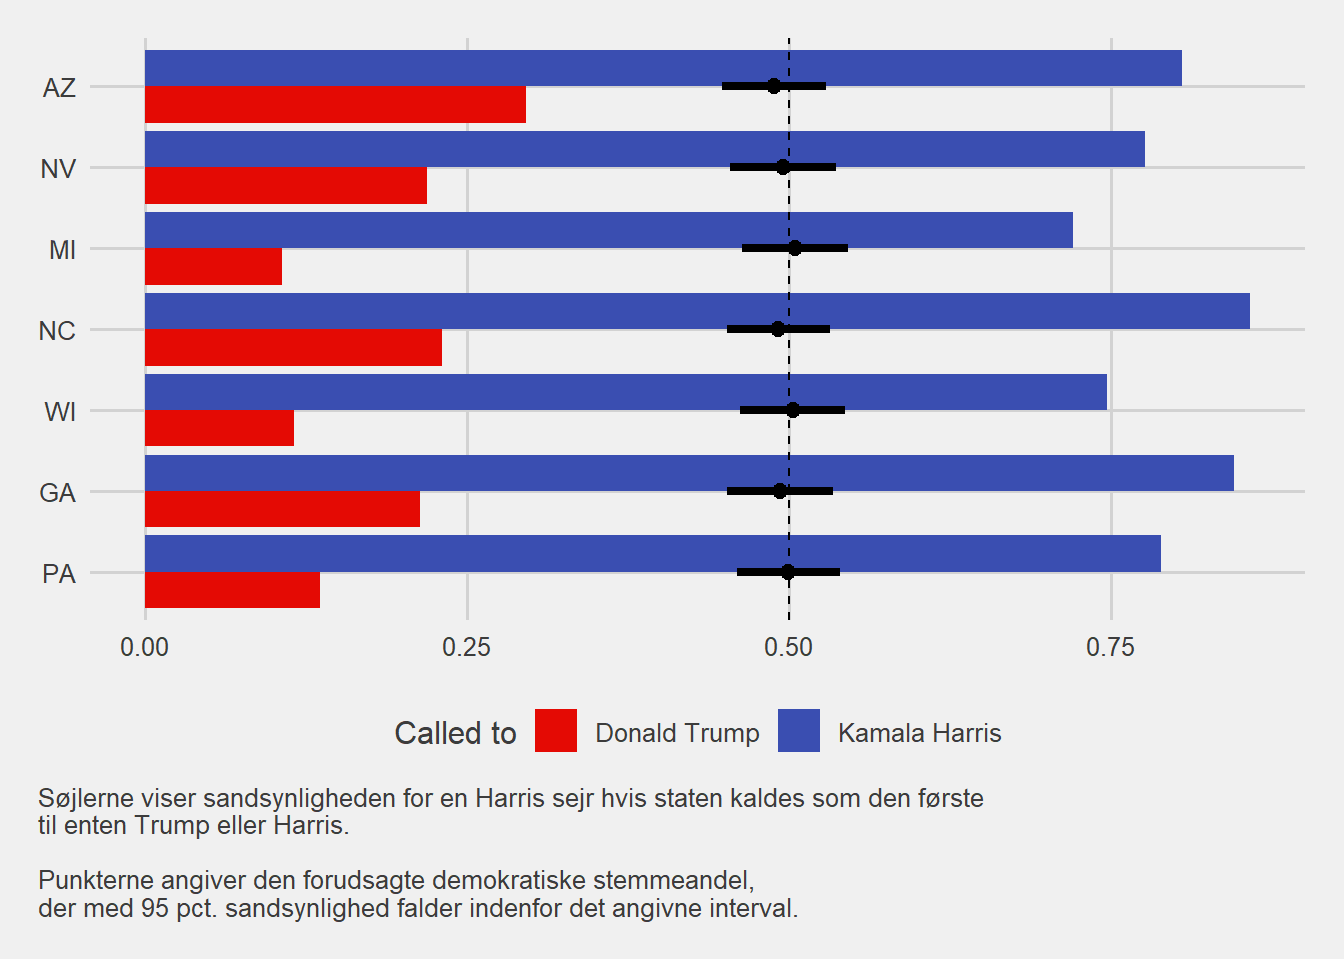 AZ
NV
MI
NC
WI
GA
PA
0.00 0.25 0.50 0.75
Called to Donald Trump Kamala Harris
Søjlerne viser sandsynligheden for en Harris sejr hvis staten kaldes som den første
til enten Trump eller Harris.
Punkterne angiver den forudsagte demokratiske stemmeandel,
der med 95 pct. sandsynlighed falder indenfor det angivne interval.